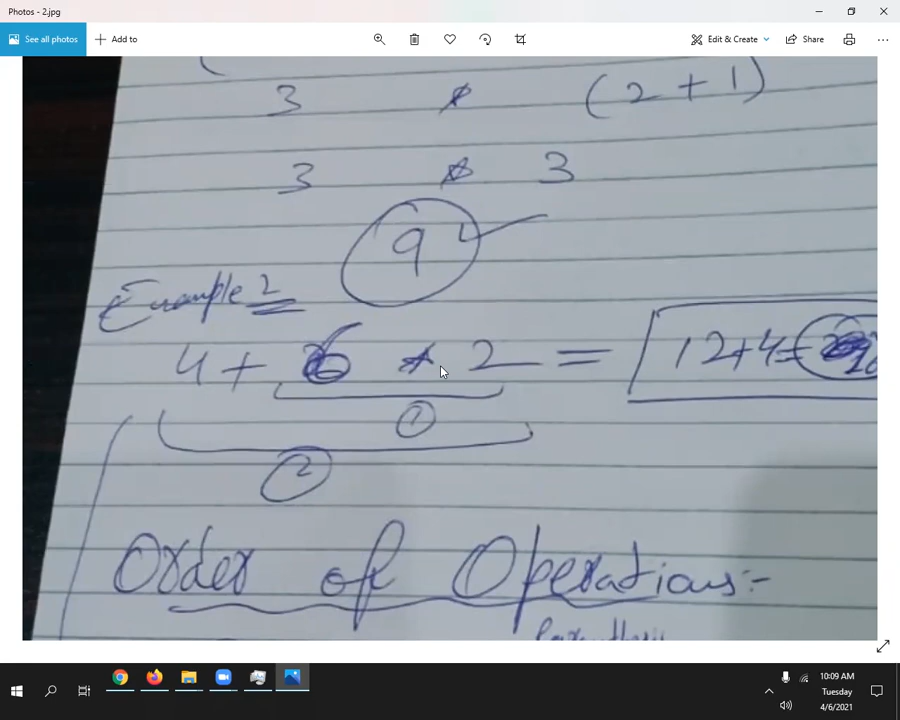 Photos - 2.jpg
See all photos
Add to
Edit & Create
Share
3 * (2 + 1)
3 * 3
9
Example 2
4 + 6 * 2 = 12+4=
1
2
Order of Operations:-
Paranthesis
10:09 AM
Tuesday
4/6/2021